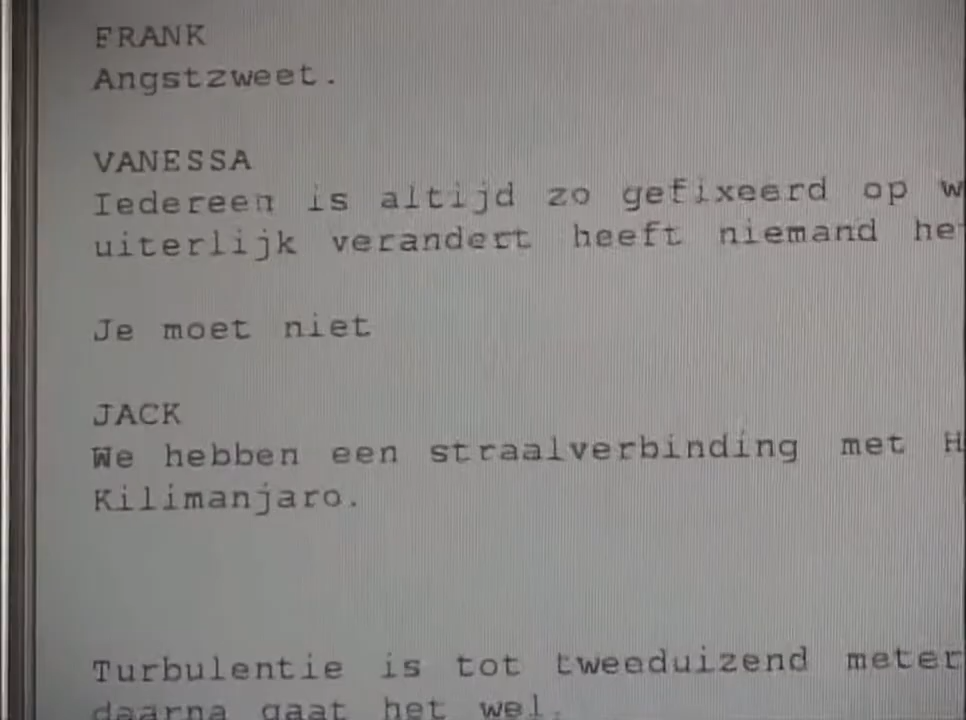 FRANK
Angstzweet.
VANESSA
Iedereen is altijd zo gefixeerd op
uiterlijk verandert heeft niemand
Je moet niet
JACK
We hebben een straalverbinding met
Kilimanjaro.
Turbulentie is tot tweeduizend meter
daarna gaat het wel.